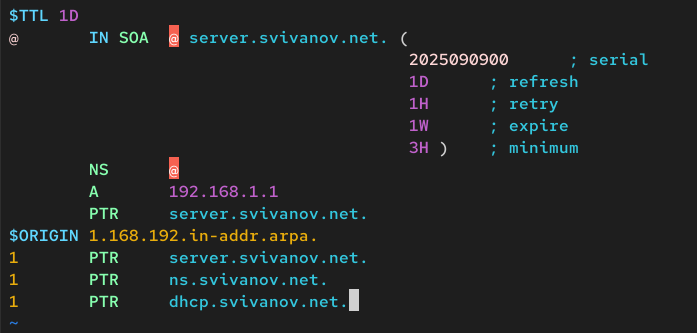 $TTL 1D
@ IN SOA @ server.svivanov.net. (
2025090900 ; serial
1D ; refresh
1H ; retry
1W ; expire
3H ) ; minimum
NS @
A 192.168.1.1
PTR server.svivanov.net.
$ORIGIN 1.168.192.in-addr.arpa.
1 PTR server.svivanov.net.
1 PTR ns.svivanov.net.
1 PTR dhcp.svivanov.net.
~